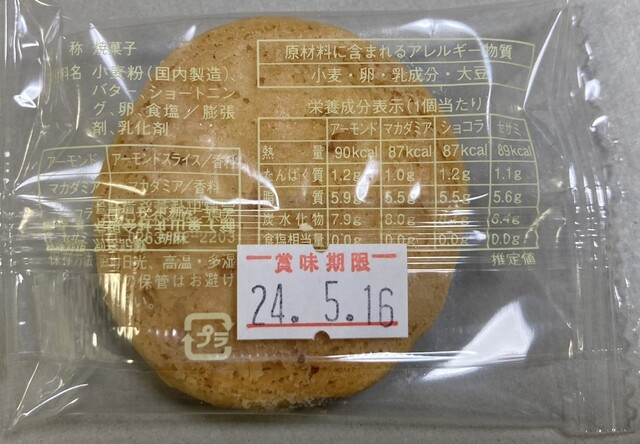 称 焼菓子
名 小麦粉(国内製造)、
バター、ショートニン
グ、卵、食塩/膨張
剤、乳化剤
アーモンド アーモンドスライス/香料
マカダミア マカダミア/香料
胡麻
日光、高温・多湿
の保管はお避け
プラ
原材料に含まれるアレルギー物質
小麦・卵・乳成分・大豆
栄養成分表示(1個当たり)
アーモンド マカダミア ショコラ セサミ
熱量 90kcal 87kcal 87kcal 89kcal
たんぱく質 1.2g 1.0g 1.2g 1.1g
脂質 5.9g 5.5g 5.5g 5.6g
炭水化物 7.9g 8.0g 8.4g
食塩相当量 0.0g 0.0g 0.0g 0.0g
推定値
賞味期限
24.5.16